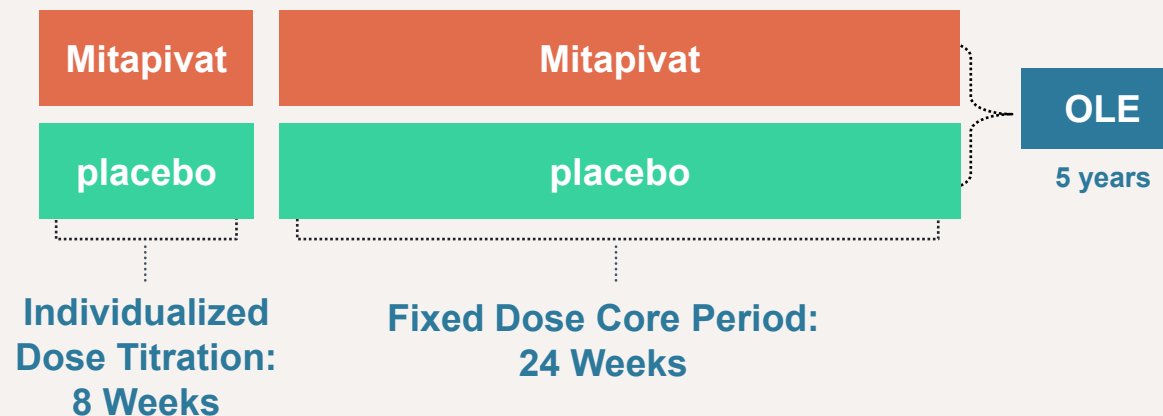 Mitapivat
Mitapivat
placebo
placebo
OLE
5 years
Individualized
Dose Titration:
8 Weeks
Fixed Dose Core Period:
24 Weeks